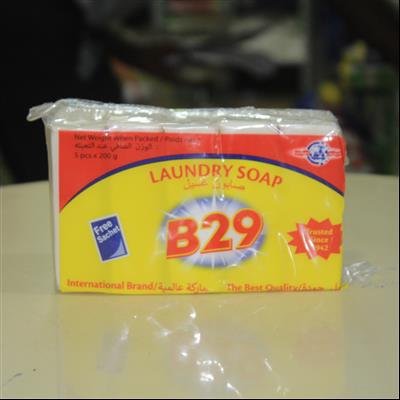 Net Weight When Packed / Poids
الوزن الصافي عند التعبئة
5 pcs x 200 g
LAUNDRY SOAP
صابون غسيل
B29
Free
Sachet
Trusted
Since !
1942
International Brand / ماركة عالمية
The Best Quality / جودة